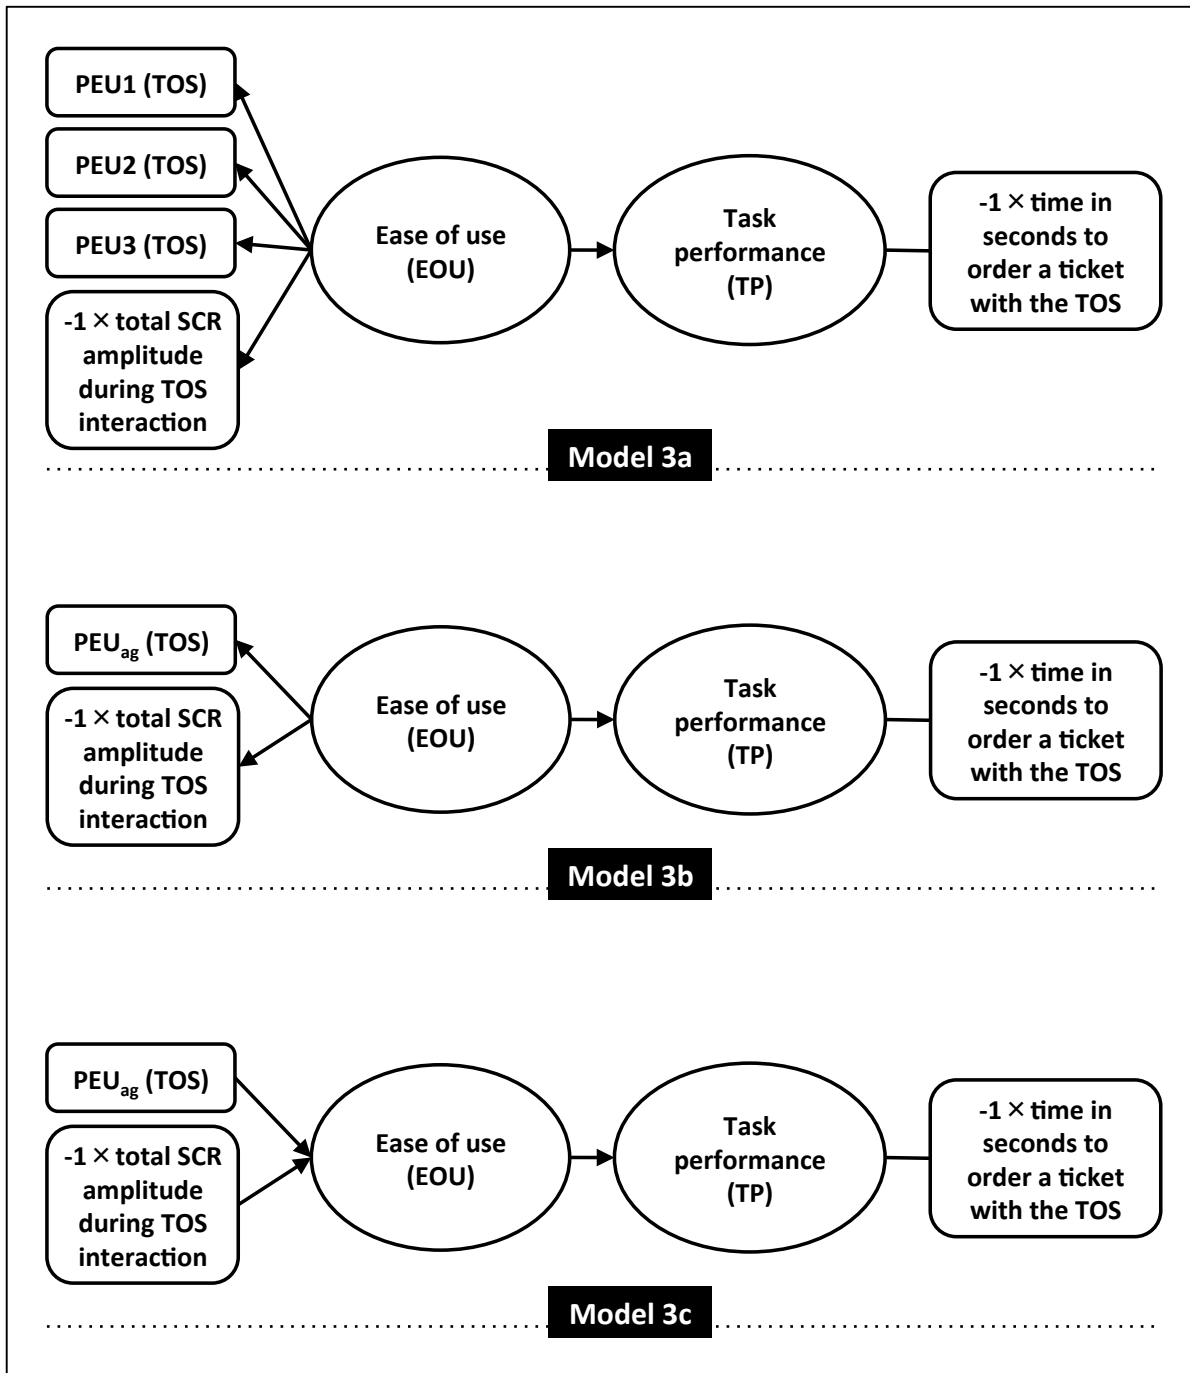 PEU1 (TOS)
PEU2 (TOS)
PEU3 (TOS)
-1 × total SCR
amplitude
during TOS
interaction
Ease of use
(EOU)
Task
performance
(TP)
-1 × time in
seconds to
order a ticket
with the TOS
Model 3a
PEUag (TOS)
-1 × total SCR
amplitude
during TOS
interaction
Ease of use
(EOU)
Task
performance
(TP)
-1 × time in
seconds to
order a ticket
with the TOS
Model 3b
PEUag (TOS)
-1 × total SCR
amplitude
during TOS
interaction
Ease of use
(EOU)
Task
performance
(TP)
-1 × time in
seconds to
order a ticket
with the TOS
Model 3c